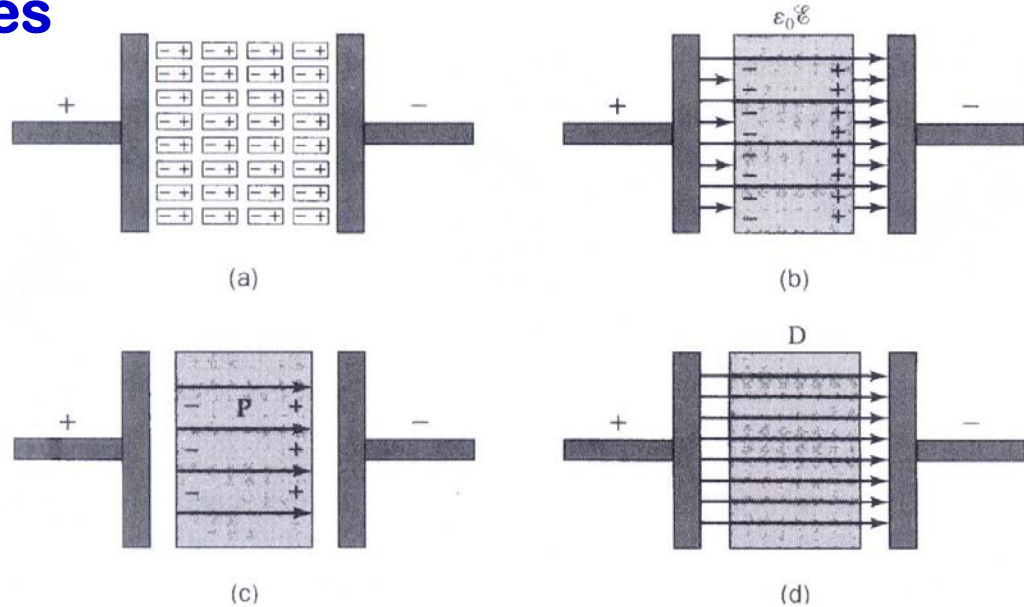 es
ε₀ℰ
+ − + −
(a) (b)
D
+ P − + −
(c) (d)